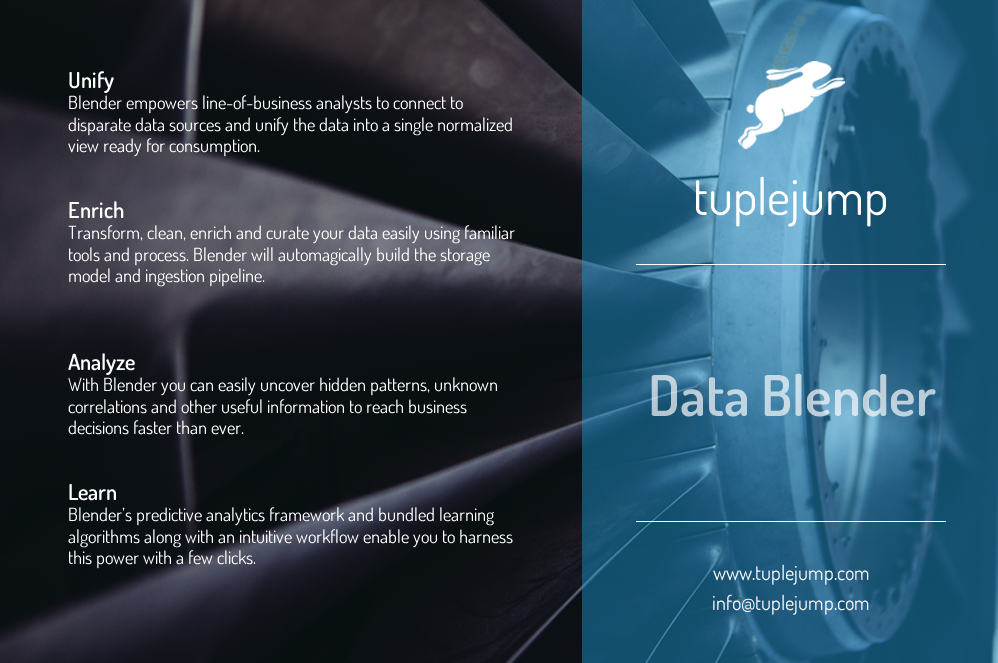 Unify
Blender empowers line-of-business analysts to connect to
disparate data sources and unify the data into a single normalized
view ready for consumption.
Enrich
Transform, clean, enrich and curate your data easily using familiar
tools and process. Blender will automagically build the storage
model and ingestion pipeline.
Analyze
With Blender you can easily uncover hidden patterns, unknown
correlations and other useful information to reach business
decisions faster than ever.
Learn
Blender's predictive analytics framework and bundled learning
algorithms along with an intuitive workflow enable you to harness
this power with a few clicks.
tuplejump
Data Blender
www.tuplejump.com
info@tuplejump.com